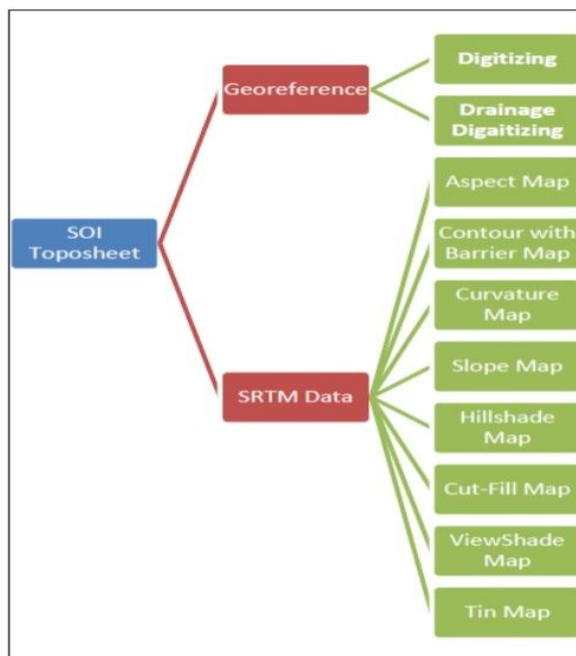 SOI
Toposheet
Georeference
Digitizing
Drainage
Digaitizing
SRTM Data
Aspect Map
Contour with
Barrier Map
Curvature
Map
Slope Map
Hillshade
Map
Cut-Fill Map
ViewShade
Map
Tin Map